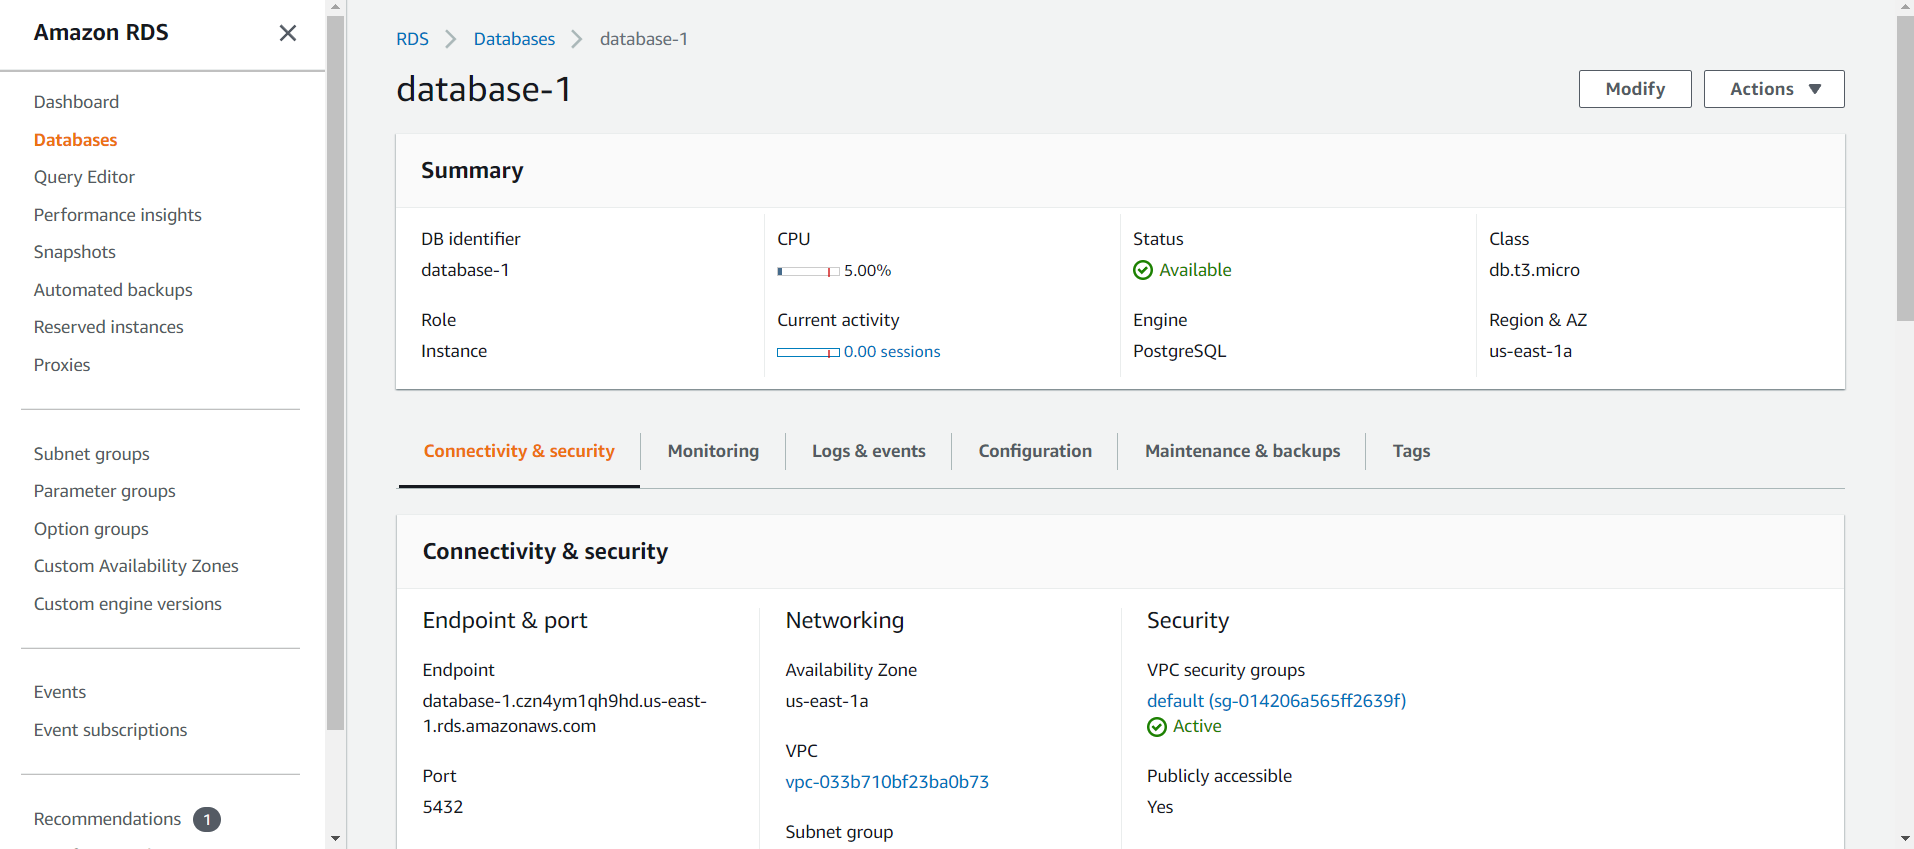 Amazon RDS
Dashboard
Databases
Query Editor
Performance insights
Snapshots
Automated backups
Reserved instances
Proxies
Subnet groups
Parameter groups
Option groups
Custom Availability Zones
Custom engine versions
Events
Event subscriptions
Recommendations 1
RDS Databases database-1
database-1
Modify
Actions
Summary
DB identifier
database-1
CPU
5.00%
Status
Available
Class
db.t3.micro
Role
Instance
Current activity
0.00 sessions
Engine
PostgreSQL
Region & AZ
us-east-1a
Connectivity & security
Monitoring
Logs & events
Configuration
Maintenance & backups
Tags
Connectivity & security
Endpoint & port
Endpoint
database-1.czn4ym1qh9hd.us-east-
1.rds.amazonaws.com
Port
5432
Networking
Availability Zone
us-east-1a
VPC
vpc-033b710bf23ba0b73
Subnet group
Security
VPC security groups
default (sg-014206a565ff2639f)
Active
Publicly accessible
Yes